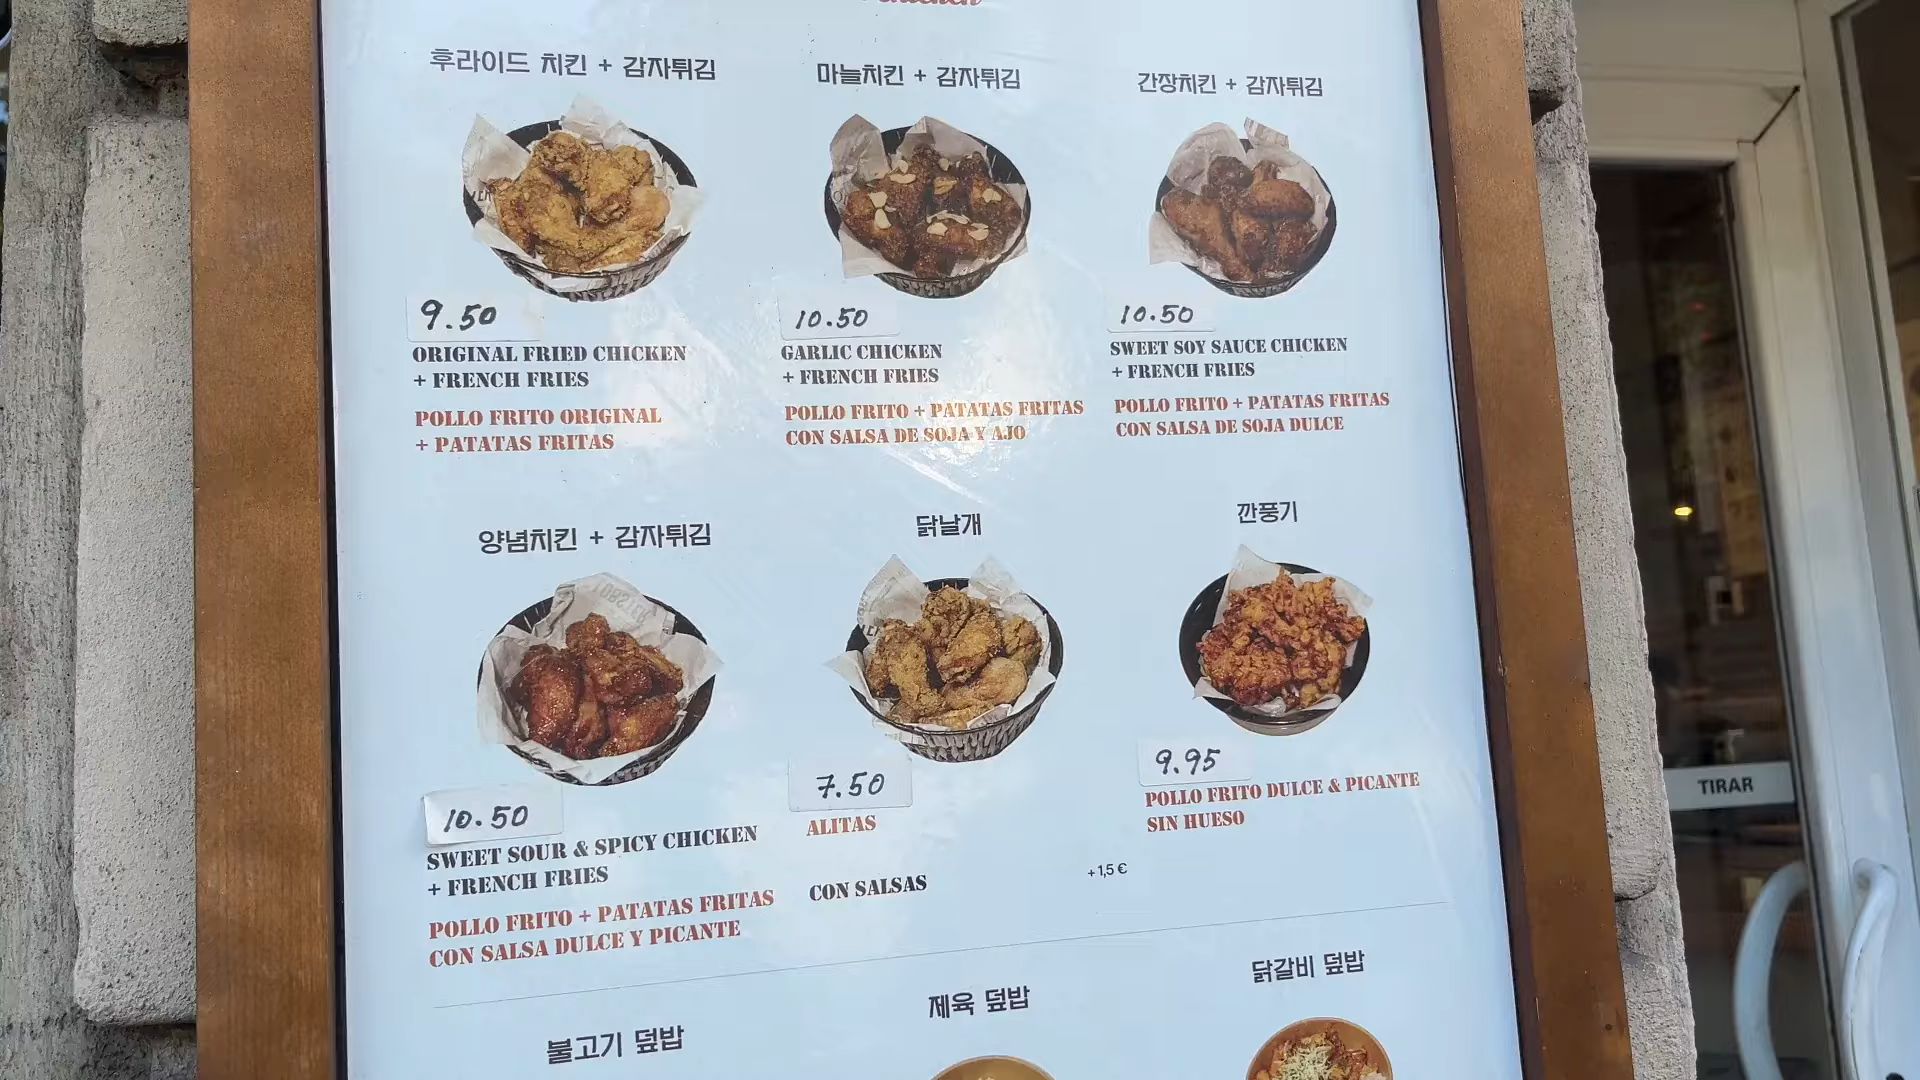 후라이드 치킨 + 감자튀김
마늘치킨 + 감자튀김
간장치킨 + 감자튀김
9.50
10.50
10.50
ORIGINAL FRIED CHICKEN
+ FRENCH FRIES
POLLO FRITO ORIGINAL
+ PATATAS FRITAS
GARLIC CHICKEN
+ FRENCH FRIES
POLLO FRITO + PATATAS FRITAS
CON SALSA DE SOJA Y AJO
SWEET SOY SAUCE CHICKEN
+ FRENCH FRIES
POLLO FRITO + PATATAS FRITAS
CON SALSA DE SOJA DULCE
양념치킨 + 감자튀김
닭날개
깐풍기
10.50
SWEET SOUR & SPICY CHICKEN
+ FRENCH FRIES
POLLO FRITO + PATATAS FRITAS
CON SALSA DULCE Y PICANTE
7.50
ALITAS
CON SALSAS
+ 1,5 €
9.95
POLLO FRITO DULCE & PICANTE
SIN HUESO
불고기 덮밥
제육 덮밥
닭갈비 덮밥
TIRAR